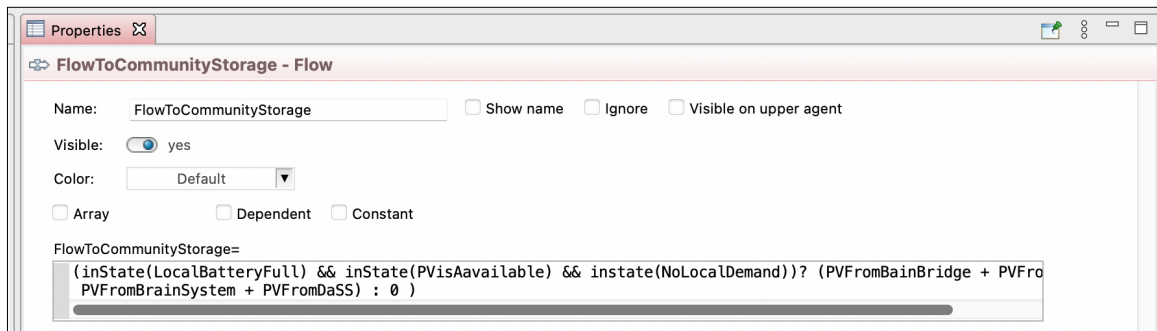 Properties
FlowToCommunityStorage - Flow
Name: FlowToCommunityStorage Show name Ignore Visible on upper agent
Visible: yes
Color: Default
Array Dependent Constant
FlowToCommunityStorage=
(inState(LocalBatteryFull) && inState(PVisAavailable) && instate(NoLocalDemand))? (PVFromBainBridge + PVFro
PVFromBrainSystem + PVFromDaSS) : 0 )